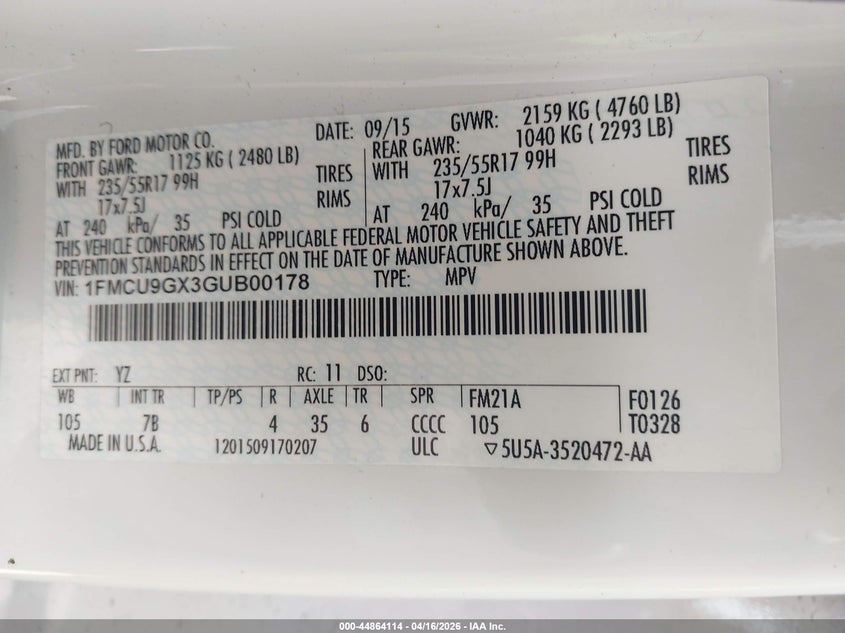 MFD. BY FORD MOTOR CO. DATE: 09/15 GVWR: 2159 KG ( 4760 LB)
FRONT GAWR: 1125 KG ( 2480 LB) REAR GAWR: 1040 KG ( 2293 LB)
WITH 235/55R17 99H TIRES WITH 235/55R17 99H TIRES
17x7.5J RIMS 17x7.5J RIMS
AT 240 kPa/ 35 PSI COLD AT 240 kPa/ 35 PSI COLD
THIS VEHICLE CONFORMS TO ALL APPLICABLE FEDERAL MOTOR VEHICLE SAFETY AND THEFT
PREVENTION STANDARDS IN EFFECT ON THE DATE OF MANUFACTURE SHOWN ABOVE.
VIN: 1FMCU9GX3GUB00178 TYPE: MPV
EXT PNT: YZ RC: 11 DSO:
WB INT TR TP/PS R AXLE TR SPR FM21A F0126
105 7B 4 35 6 CCCC 105 T0328
MADE IN U.S.A. 1201509170207 ULC ▽5U5A-3520472-AA
000-44864114 - 04/16/2026 - IAA Inc.